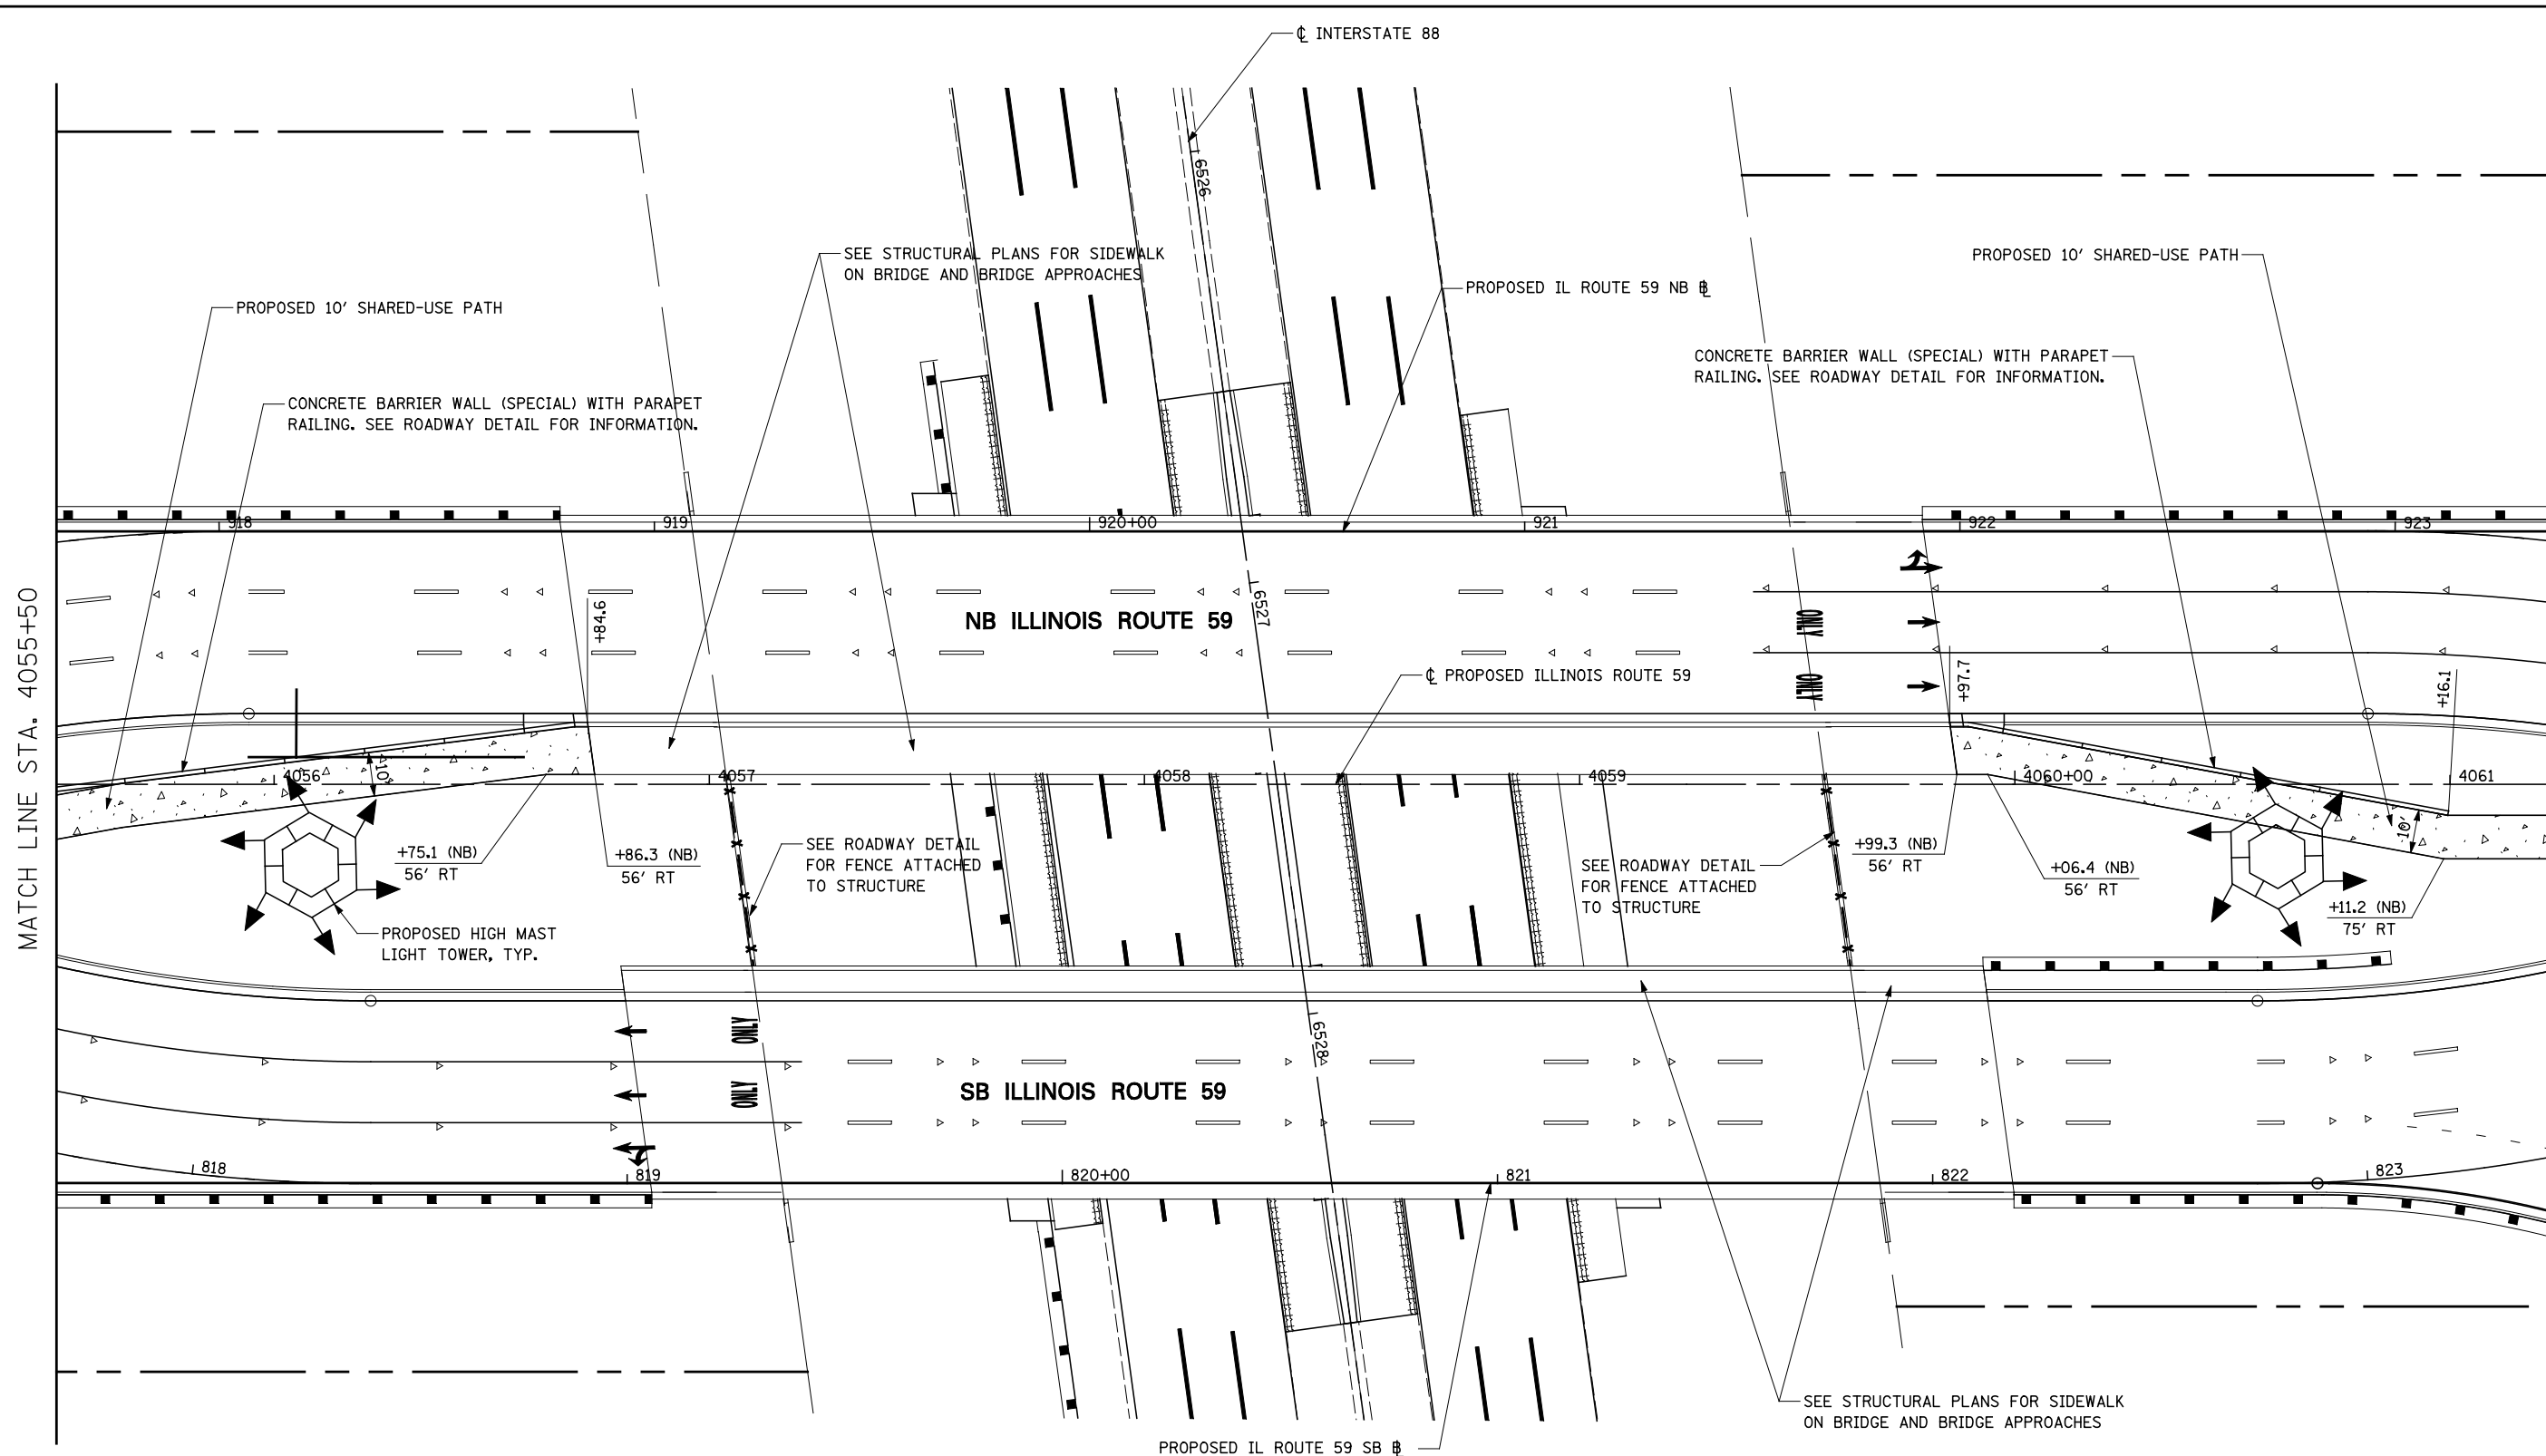 ℄ INTERSTATE 88
6526
SEE STRUCTURAL PLANS FOR SIDEWALK
ON BRIDGE AND BRIDGE APPROACHES
PROPOSED 10' SHARED-USE PATH
PROPOSED IL ROUTE 59 NB B
PROPOSED 10' SHARED-USE PATH
CONCRETE BARRIER WALL (SPECIAL) WITH PARAPET
RAILING. SEE ROADWAY DETAIL FOR INFORMATION.
CONCRETE BARRIER WALL (SPECIAL) WITH PARAPET
RAILING. SEE ROADWAY DETAIL FOR INFORMATION.
918
919
920+00
921
922
923
MATCH LINE STA. 4055+50
+84.6
NB ILLINOIS ROUTE 59
6527
ONLY
ONLY
℄ PROPOSED ILLINOIS ROUTE 59
+97.7
+16.1
4056
4057
4058
4059
4060+00
4061
10'
10'
+75.1 (NB)
56' RT
+86.3 (NB)
56' RT
SEE ROADWAY DETAIL
FOR FENCE ATTACHED
TO STRUCTURE
SEE ROADWAY DETAIL
FOR FENCE ATTACHED
TO STRUCTURE
+99.3 (NB)
56' RT
+06.4 (NB)
56' RT
+11.2 (NB)
75' RT
PROPOSED HIGH MAST
LIGHT TOWER, TYP.
ONLY
ONLY
6528
SB ILLINOIS ROUTE 59
818
819
820+00
821
822
823
SEE STRUCTURAL PLANS FOR SIDEWALK
ON BRIDGE AND BRIDGE APPROACHES
PROPOSED IL ROUTE 59 SB B